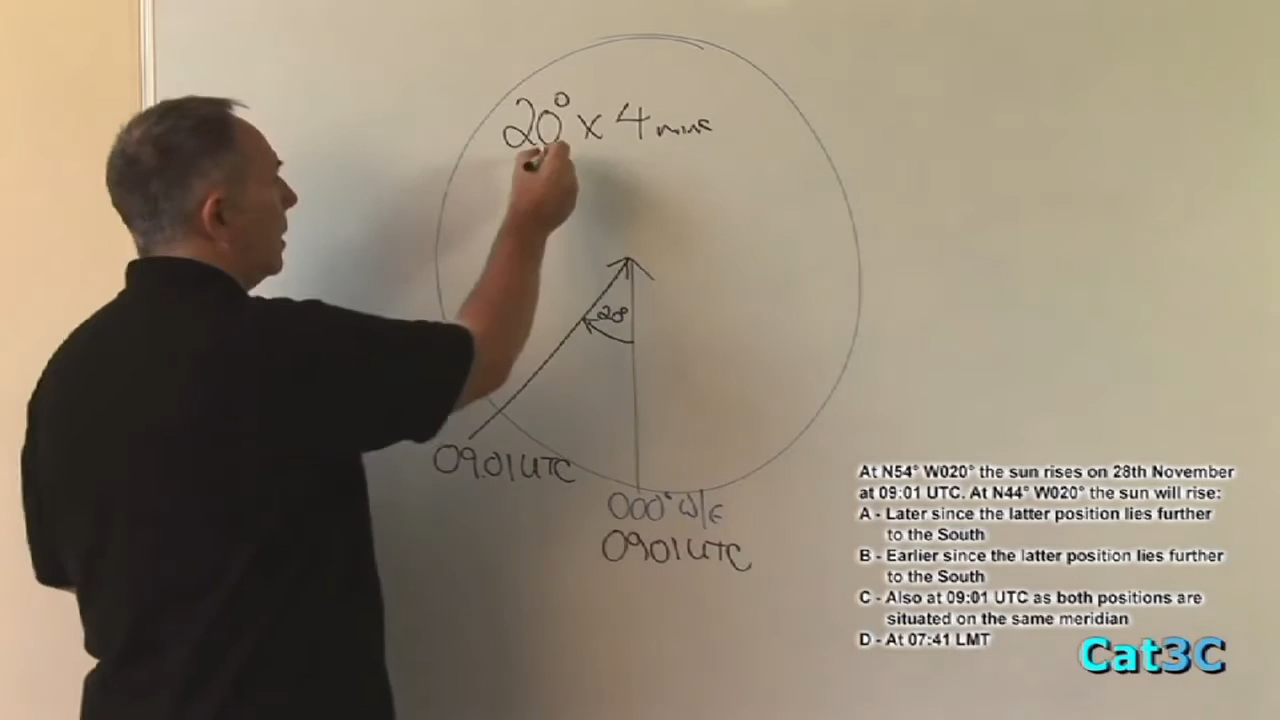 20° x 4 mins
20°
09.01 UTC
000° W/E
0901 UTC
At N54° W020° the sun rises on 28th November
at 09:01 UTC. At N44° W020° the sun will rise:
A - Later since the latter position lies further
to the South
B - Earlier since the latter position lies further
to the South
C - Also at 09:01 UTC as both positions are
situated on the same meridian
D - At 07:41 LMT
Cat3C